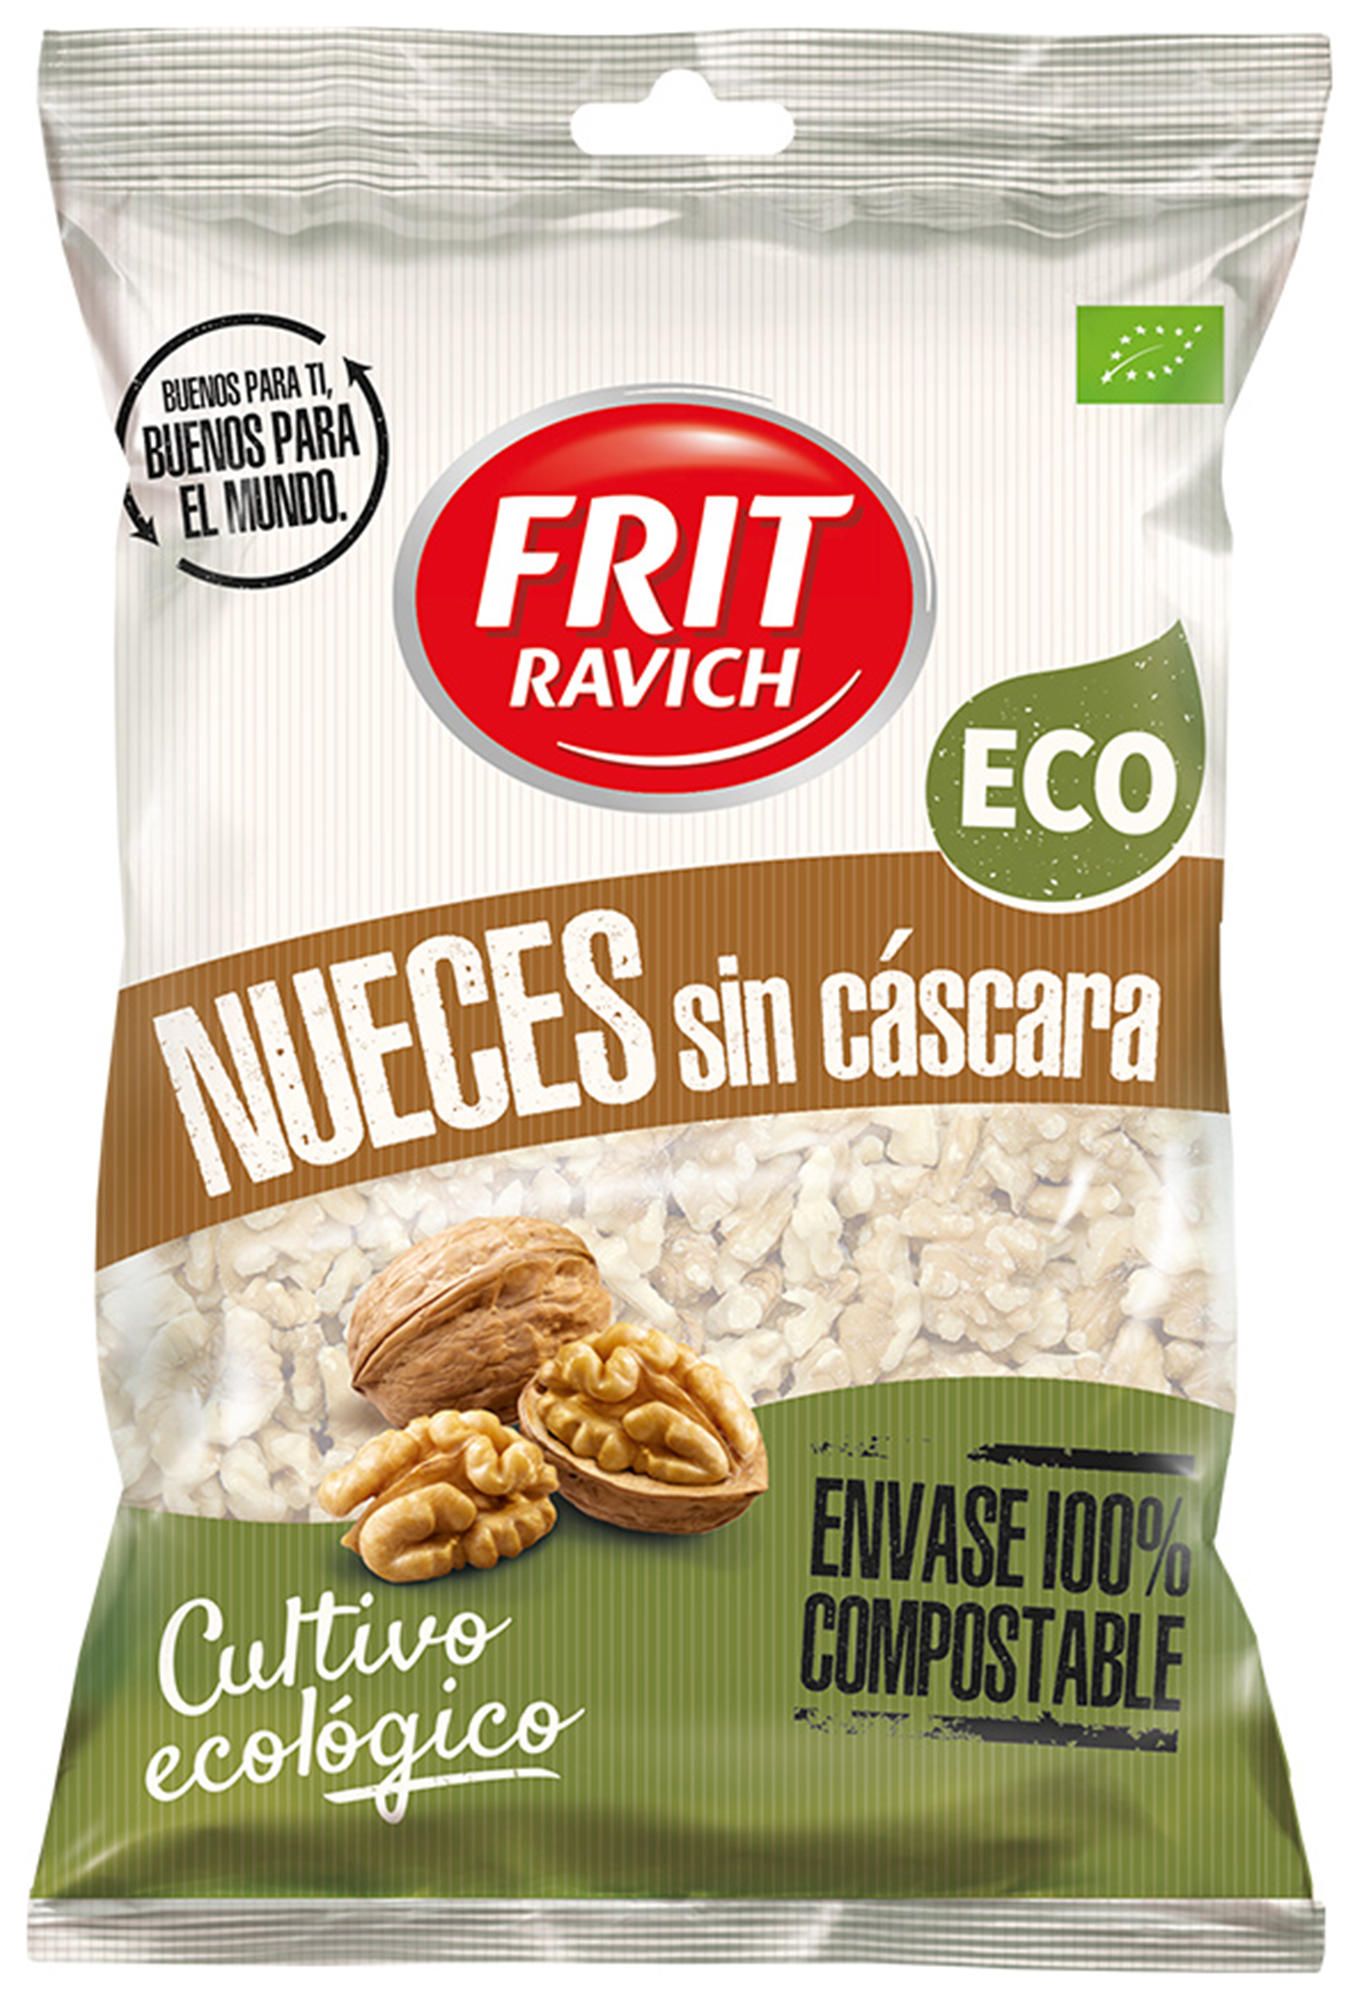 BUENOS PARA TI,
BUENOS PARA
EL MUNDO.
FRIT
RAVICH
ECO
NUECES sin cáscara
Cultivo
ecológico
ENVASE 100%
COMPOSTABLE